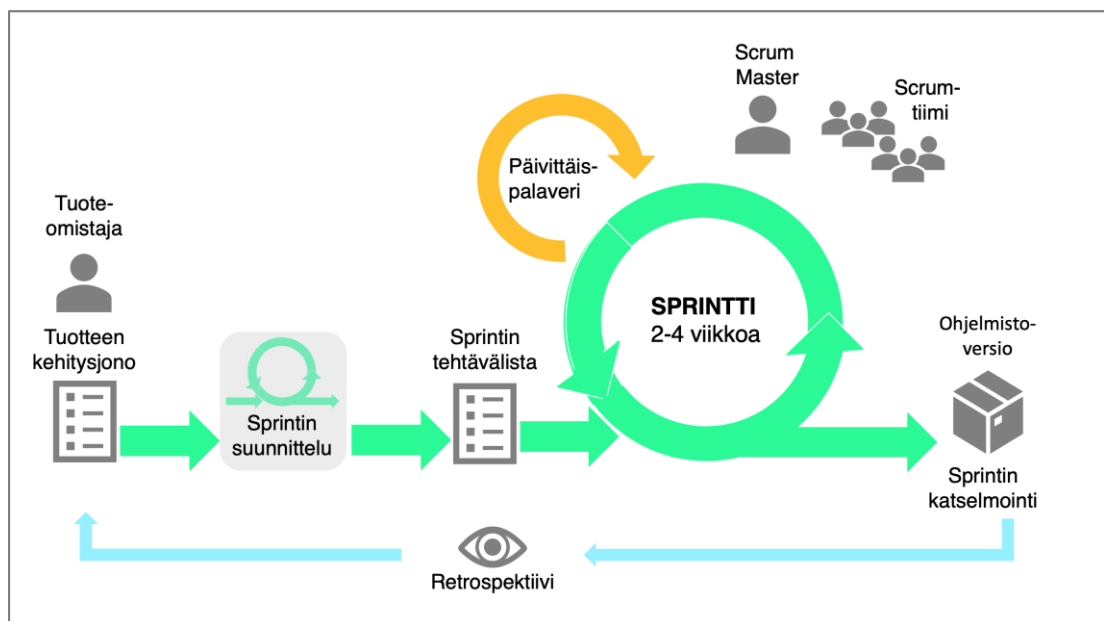 Scrum
Master
Scrum-
tiimi
Päivittäis-
palaveri
Tuote-
omistaja
Tuotteen
kehitysjono
Sprintin
suunnittelu
Sprintin
tehtävälista
SPRINTTI
2-4 viikkoa
Ohjelmisto-
versio
Sprintin
katselmointi
Retrospektiivi